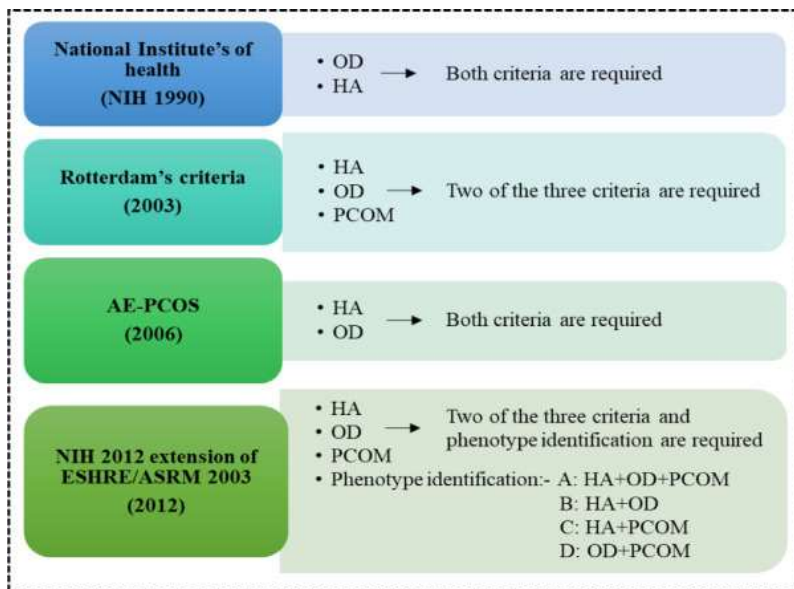 National Institute's of
health
(NIH 1990)
• OD
• HA
Both criteria are required
Rotterdam's criteria
(2003)
• HA
• OD
• PCOM
Two of the three criteria are required
AE-PCOS
(2006)
• HA
• OD
Both criteria are required
NIH 2012 extension of
ESHRE/ASRM 2003
(2012)
• HA
• OD
• PCOM
Two of the three criteria and
phenotype identification are required
• Phenotype identification:- A: HA+OD+PCOM
B: HA+OD
C: HA+PCOM
D: OD+PCOM